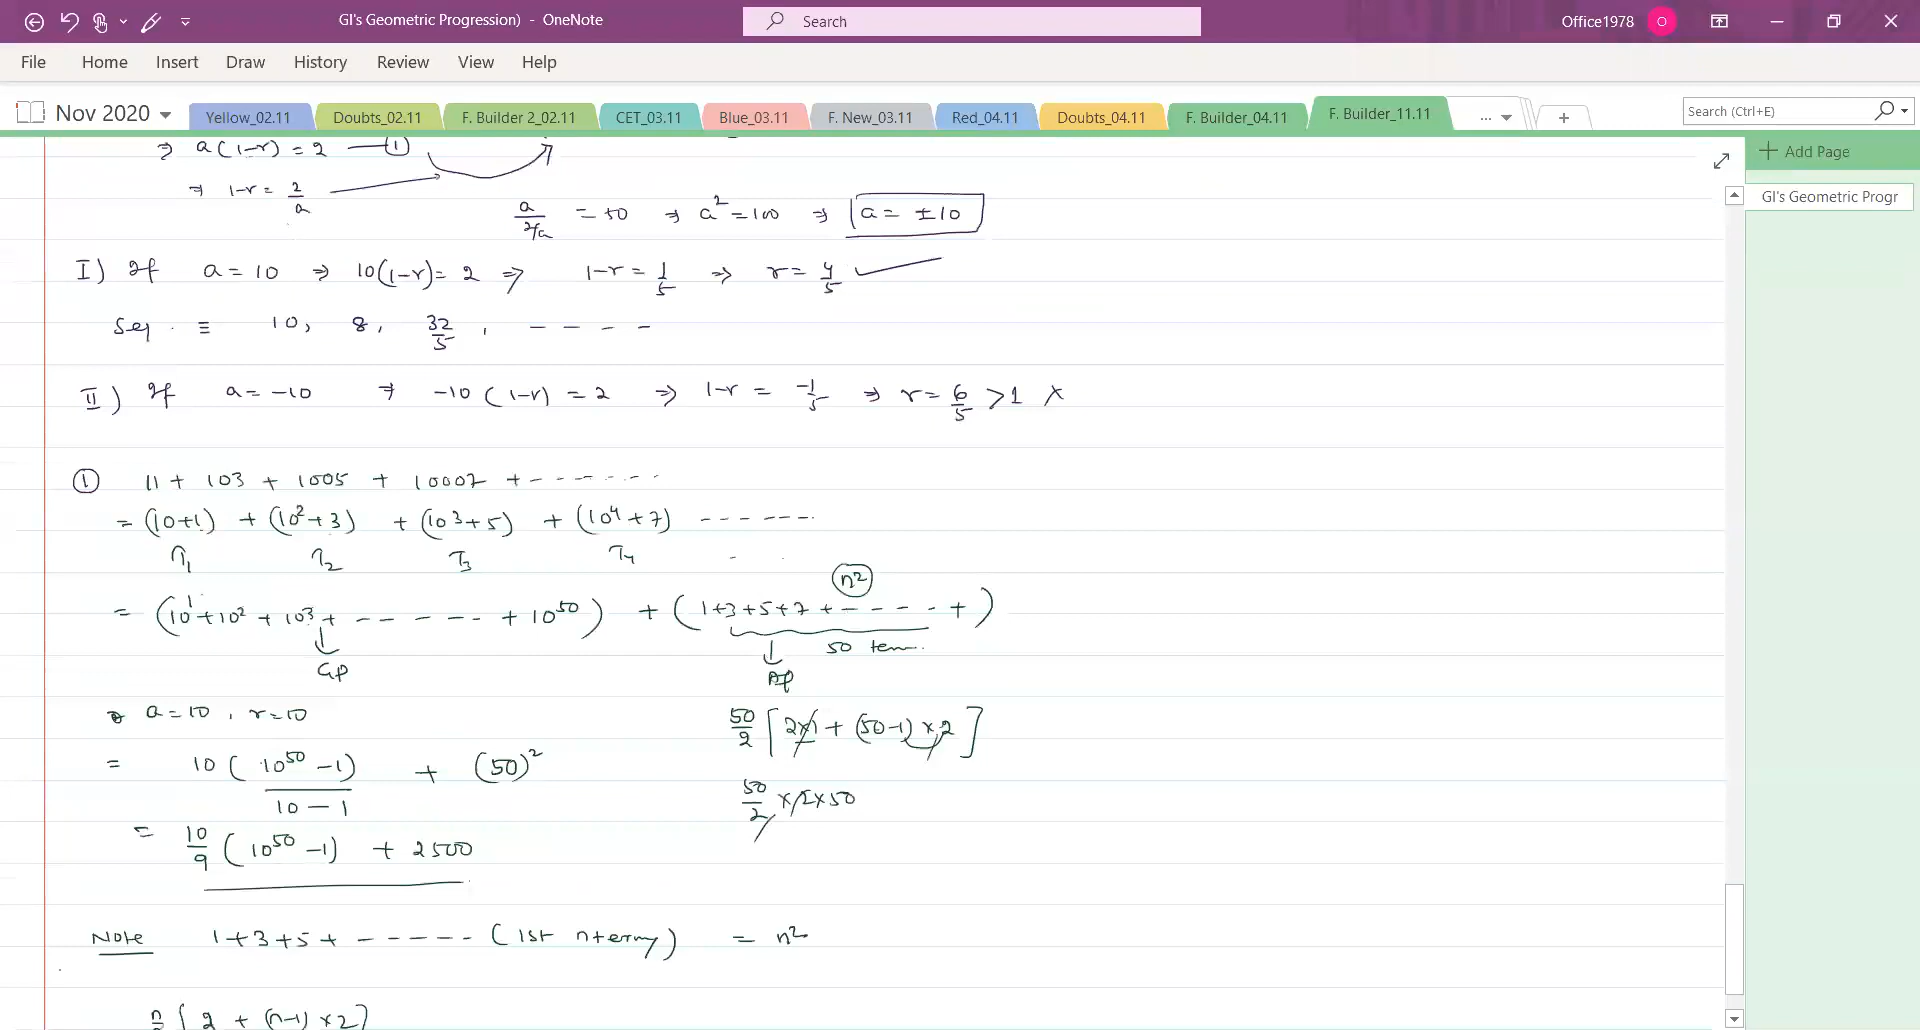 GI's Geometric Progression) - OneNote
Search
Office1978
File Home Insert Draw History Review View Help
Nov 2020
Yellow_02.11 Doubts_02.11 F. Builder 2_02.11 CET_03.11 Blue_03.11 F. New_03.11 Red_04.11 Doubts_04.11 F. Builder_04.11 F. Builder_11.11 ...
Search (Ctrl+E)
Add Page
GI's Geometric Progr
⇒ a(1-r) = 2 —①
⇒ 1-r = 2/a
a/(2/a) = 50 ⇒ a² = 100 ⇒ a = ±10
I) If a = 10 ⇒ 10(1-r) = 2 ⇒ 1-r = 1/5 ⇒ r = 4/5 ✓
Seq. ≡ 10, 8, 32/5, - - - -
II) If a = -10 ⇒ -10(1-r) = 2 ⇒ 1-r = -1/5 ⇒ r = 6/5 > 1 ×
① 11 + 103 + 1005 + 10007 + - - - - - - -
= (10+1) + (10²+3) + (10³+5) + (10⁴+7) - - - - - -
T₁ T₂ T₃ T₄ - -
n²
= (10¹ + 10² + 10³ + - - - - - - + 10⁵⁰) + (1+3+5+7+ - - - - +)
50 term
GP AP
⇒ a = 10, r = 10
50/2 [2×1 + (50-1)×2]
= 10 (10⁵⁰ - 1)/(10 - 1) + (50)²
50/2 × 2 × 50
= 10/9 (10⁵⁰ - 1) + 2500
Note 1+3+5+ - - - - - (1st n terms) = n²
n/2 [2 + (n-1) × 2]